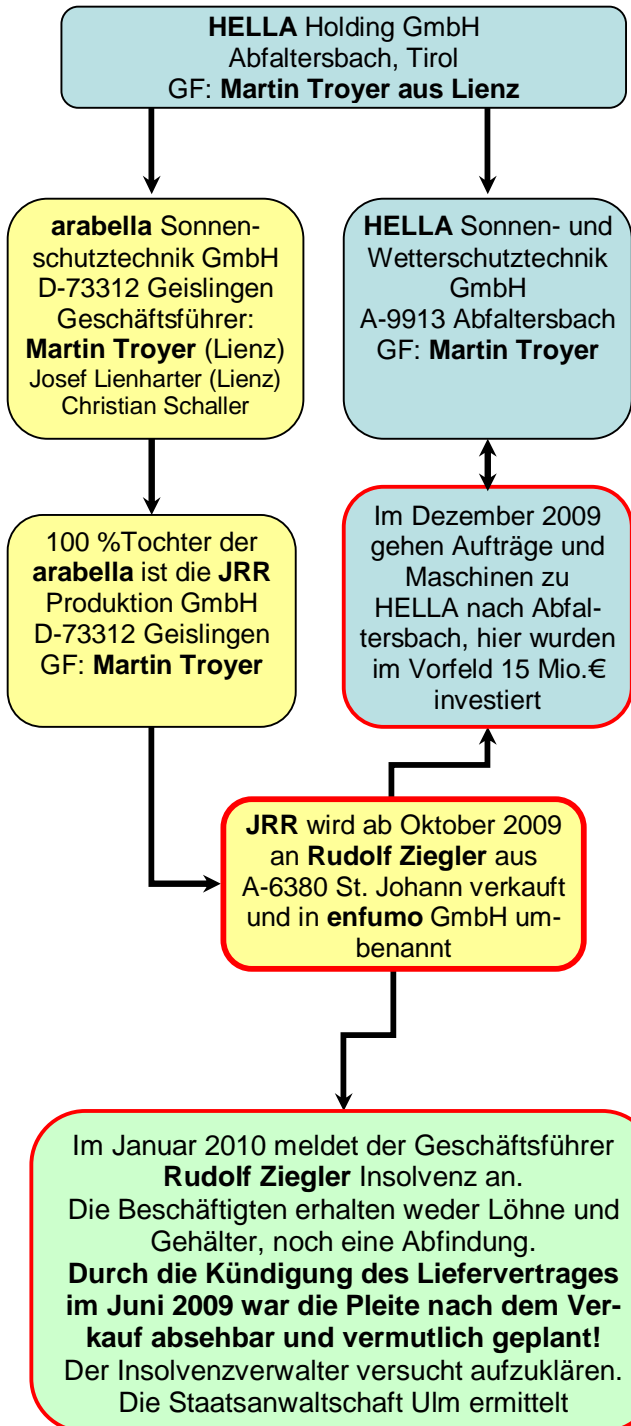 HELLA Holding GmbH
Abfaltersbach, Tirol
GF: Martin Troyer aus Lienz
arabella Sonnen-
schutztechnik GmbH
D-73312 Geislingen
Geschäftsführer:
Martin Troyer (Lienz)
Josef Lienharter (Lienz)
Christian Schaller
HELLA Sonnen- und
Wetterschutztechnik
GmbH
A-9913 Abfaltersbach
GF: Martin Troyer
100 %Tochter der
arabella ist die JRR
Produktion GmbH
D-73312 Geislingen
GF: Martin Troyer
Im Dezember 2009
gehen Aufträge und
Maschinen zu
HELLA nach Abfal-
tersbach, hier wurden
im Vorfeld 15 Mio.€
investiert
JRR wird ab Oktober 2009
an Rudolf Ziegler aus
A-6380 St. Johann verkauft
und in enfumo GmbH um-
benannt
Im Januar 2010 meldet der Geschäftsführer
Rudolf Ziegler Insolvenz an.
Die Beschäftigten erhalten weder Löhne und
Gehälter, noch eine Abfindung.
Durch die Kündigung des Liefervertrages
im Juni 2009 war die Pleite nach dem Ver-
kauf absehbar und vermutlich geplant!
Der Insolvenzverwalter versucht aufzuklären.
Die Staatsanwaltschaft Ulm ermittelt